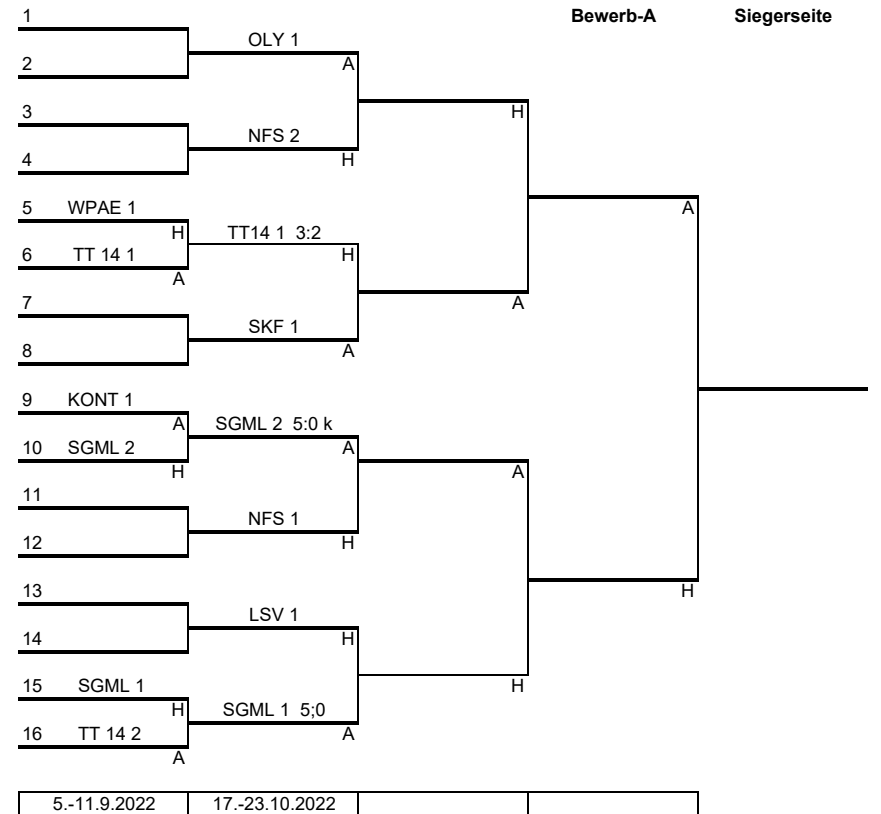 1 Bewerb-A Siegerseite
OLY 1
2 A
3 H
NFS 2
4 H
5 WPAE 1 A
H TT14 1 3:2
6 TT 14 1 H
A
7 A
SKF 1
8 A
9 KONT 1
A SGML 2 5:0 k
10 SGML 2 A
H A
11
NFS 1
12 H
13 H
LSV 1
14 H
15 SGML 1 H
H SGML 1 5;0
16 TT 14 2 A
A
5.-11.9.2022 17.-23.10.2022